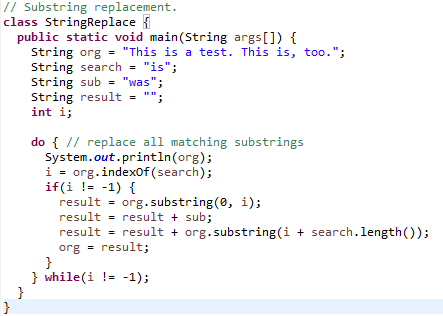 // Substring replacement.
class StringReplace {
  public static void main(String args[]) {
    String org = "This is a test. This is, too.";
    String search = "is";
    String sub = "was";
    String result = "";
    int i;

    do { // replace all matching substrings
      System.out.println(org);
      i = org.indexOf(search);
      if(i != -1) {
        result = org.substring(0, i);
        result = result + sub;
        result = result + org.substring(i + search.length());
        org = result;
      }
    } while(i != -1);
  }
}